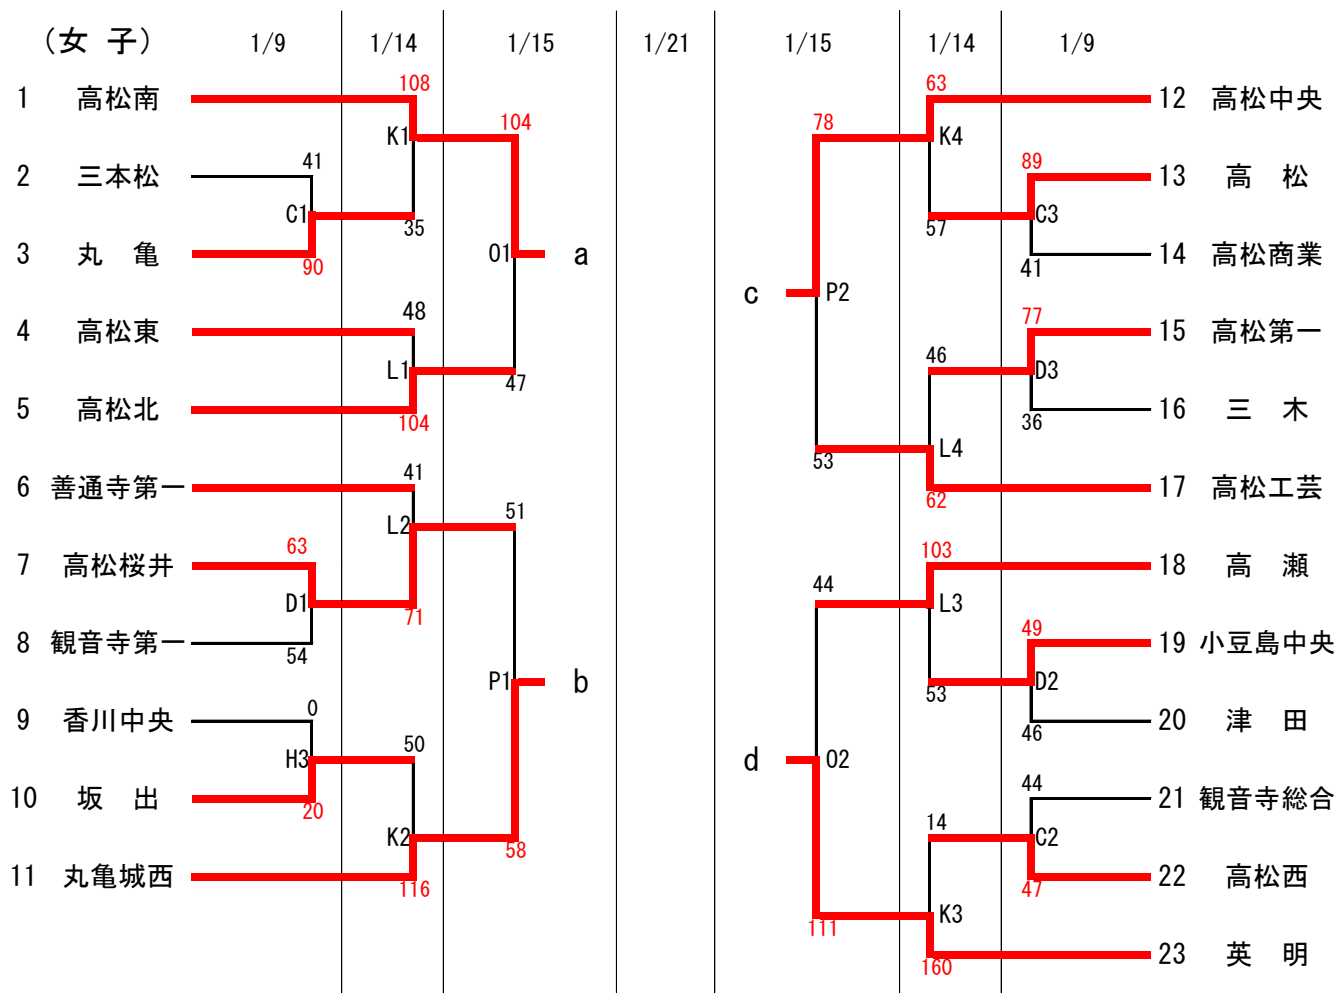 （女 子） 1/9 1/14 1/15 1/21 1/15 1/14 1/9
108 63
1 高松南 12 高松中央
104 78
K1 K4
41 89
2 三本松 13 高 松
C1 C3
35 57
3 丸 亀 O1 a 14 高松商業
90 41
c P2
48 77
4 高松東 15 高松第一
46
L1 D3
47
5 高松北 16 三 木
104 36
L4
41 53
6 善通寺第一 17 高松工芸
51 62
L2
63 103
7 高松桜井 18 高 瀬
44
D1 L3
71 49
8 観音寺第一 19 小豆島中央
54
P1 b D2
53
0
9 香川中央 20 津 田
50 46
H3 d O2
44
10 坂 出 21 観音寺総合
20 14
K2 C2
58
11 丸亀城西 22 高松西
116 47
K3
111
23 英 明
160